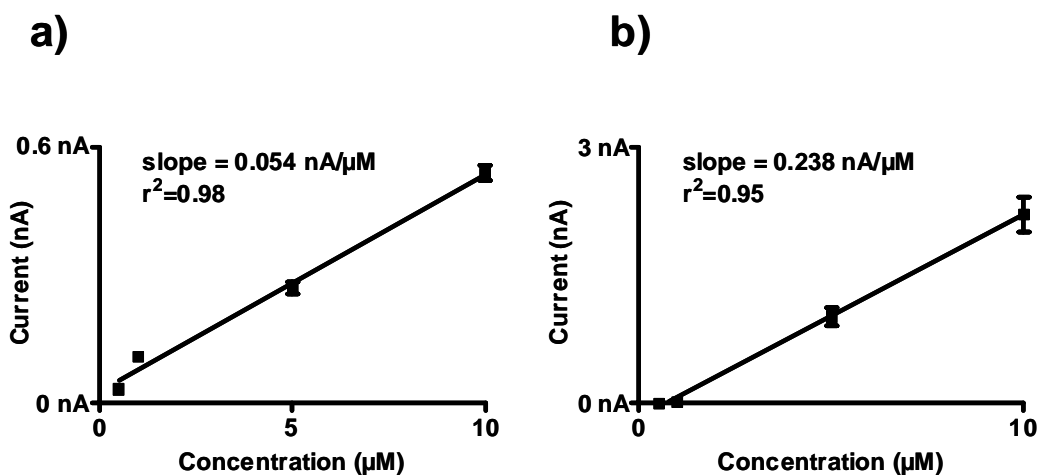 a)
0.6 nA
slope = 0.054 nA/µM
r²=0.98
Current (nA)
0 nA
0
5
10
Concentration (µM)
b)
3 nA
slope = 0.238 nA/µM
r²=0.95
Current (nA)
0 nA
0
10
Concentration (µM)